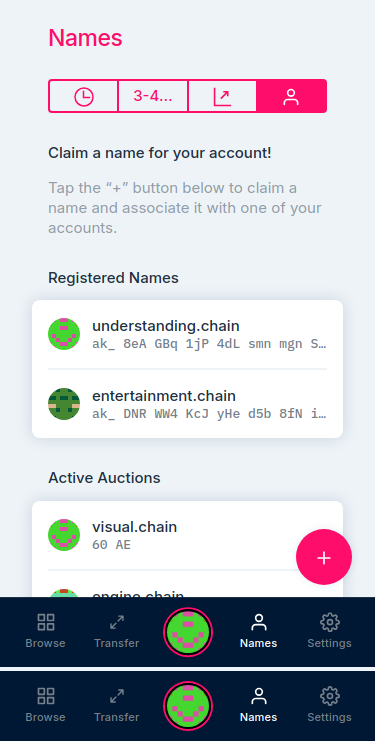 Names
3-4...
Claim a name for your account!
Tap the “+” button below to claim a
name and associate it with one of your
accounts.
Registered Names
understanding.chain
ak_ 8eA GBq 1jP 4dL smn mgn S…
entertainment.chain
ak_ DNR WW4 KcJ yHe d5b 8fN i…
Active Auctions
visual.chain
60 AE
engine.chain
Browse Transfer Names Settings
Browse Transfer Names Settings